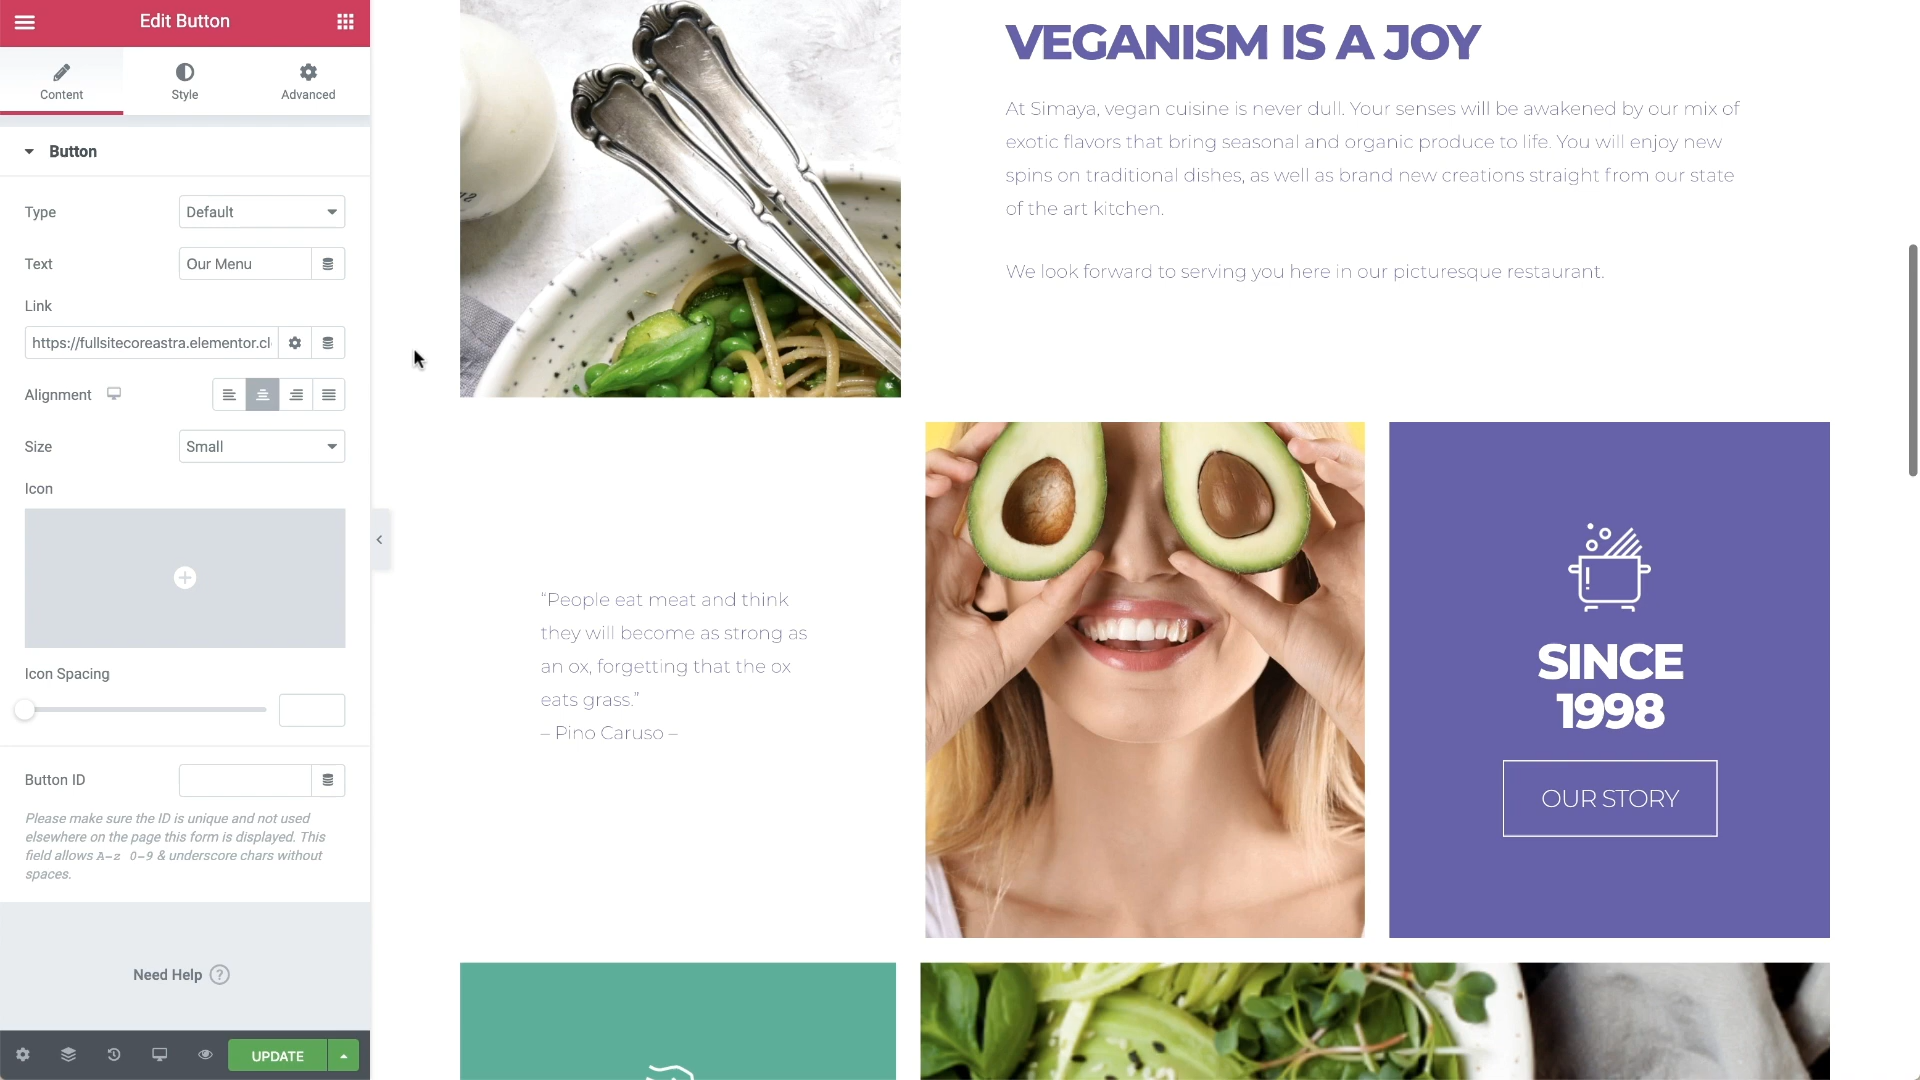 Edit Button
Content
Style
Advanced
Button
Type
Default
Text
Our Menu
Link
https://fullsitecoreastra.elementor.cl
Alignment
Size
Small
Icon
Icon Spacing
Button ID
Please make sure the ID is unique and not used
elsewhere on the page this form is displayed. This
field allows A-z 0-9 & underscore chars without
spaces.
Need Help ?
UPDATE
VEGANISM IS A JOY
At Simaya, vegan cuisine is never dull. Your senses will be awakened by our mix of
exotic flavors that bring seasonal and organic produce to life. You will enjoy new
spins on traditional dishes, as well as brand new creations straight from our state
of the art kitchen.
We look forward to serving you here in our picturesque restaurant.
“People eat meat and think
they will become as strong as
an ox, forgetting that the ox
eats grass.”
– Pino Caruso –
SINCE
1998
OUR STORY